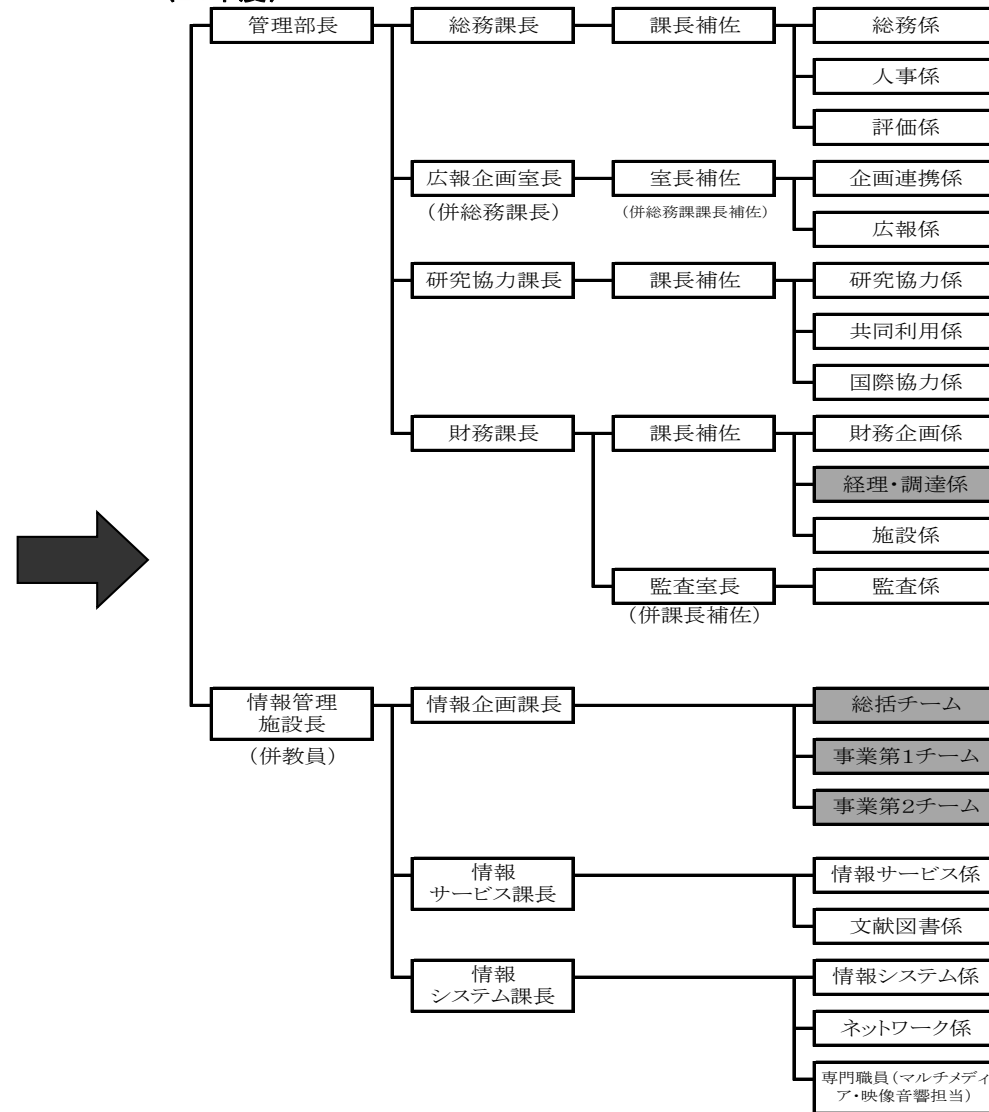 管理部長 総務課長 課長補佐 総務係
人事係
評価係
広報企画室長 室長補佐 企画連携係
(併総務課長) (併総務課課長補佐)
広報係
研究協力課長 課長補佐 研究協力係
共同利用係
国際協力係
財務課長 課長補佐 財務企画係
経理・調達係
施設係
監査室長 監査係
(併課長補佐)
情報管理
施設長
(併教員)
情報企画課長 総括チーム
事業第1チーム
事業第2チーム
情報
サービス課長
情報サービス係
文献図書係
情報
システム課長
情報システム係
ネットワーク係
専門職員(マルチメディ
ア・映像音響担当)